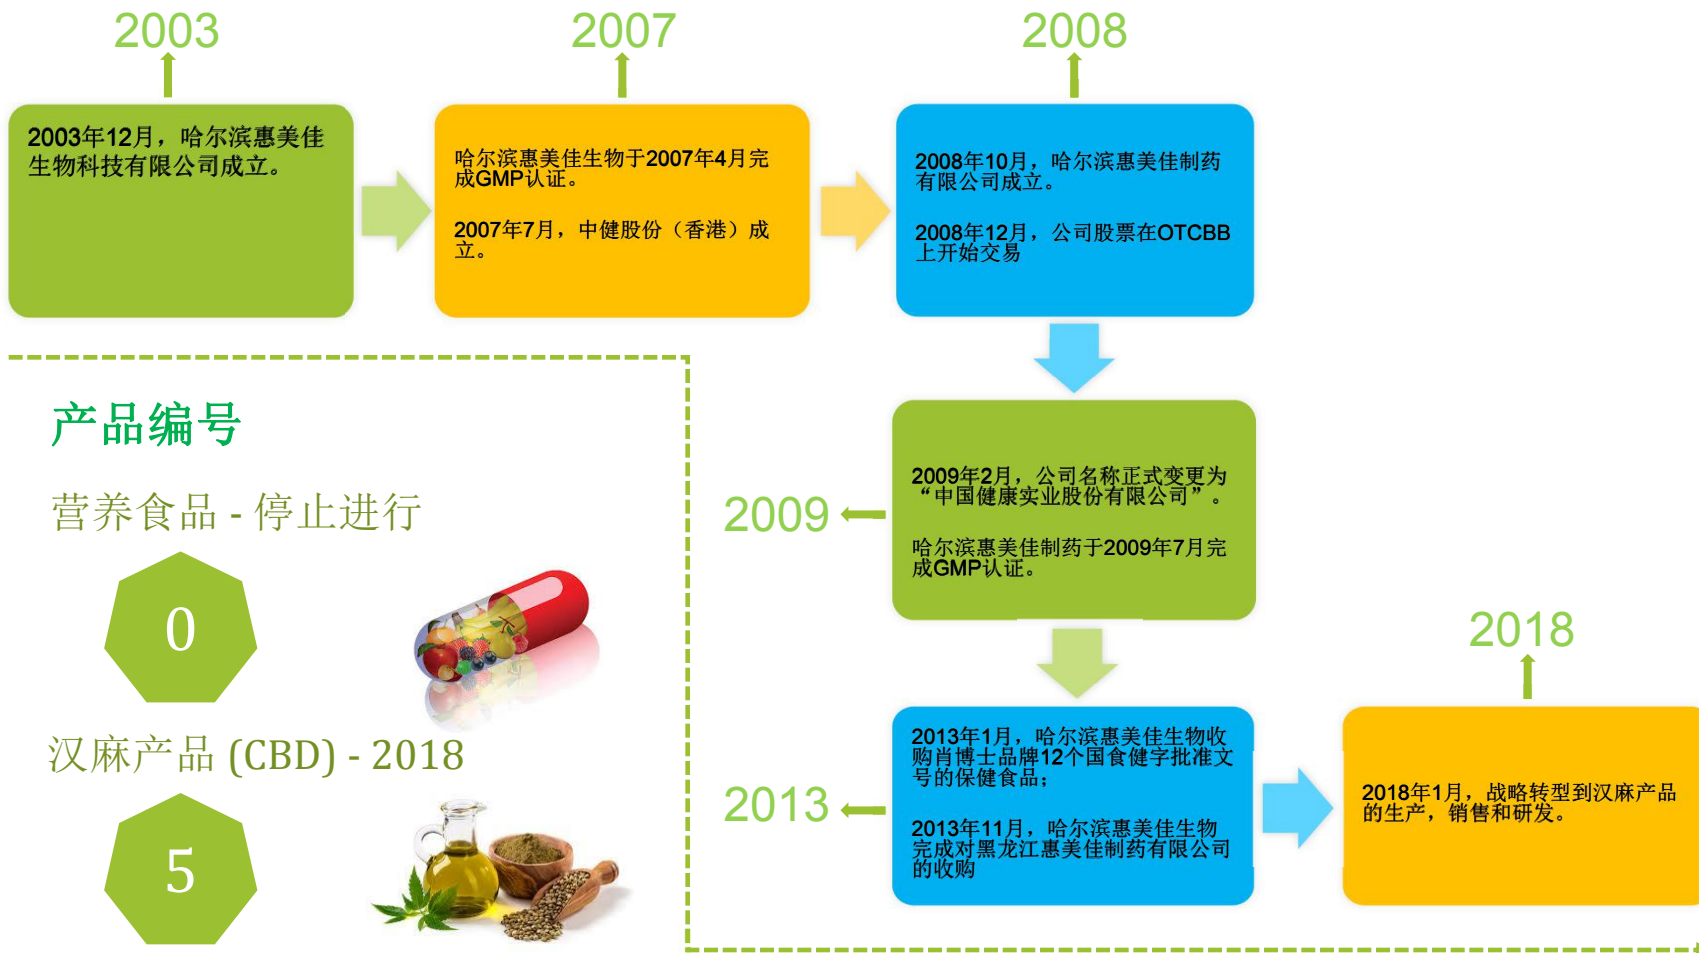 2003
2007
2008
2003年12月，哈尔滨惠美佳
生物科技有限公司成立。
哈尔滨惠美佳生物于2007年4月完
成GMP认证。
2007年7月，中健股份（香港）成
立。
2008年10月，哈尔滨惠美佳制药
有限公司成立。
2008年12月，公司股票在OTCBB
上开始交易
2009
2009年2月，公司名称正式变更为
“中国健康实业股份有限公司”。
哈尔滨惠美佳制药于2009年7月完
成GMP认证。
2013
2013年1月，哈尔滨惠美佳生物收
购肖博士品牌12个国食健字批准文
号的保健食品；
2013年11月，哈尔滨惠美佳生物
完成对黑龙江惠美佳制药有限公司
的收购
2018
2018年1月，战略转型到汉麻产品
的生产，销售和研发。
产品编号
营养食品 - 停止进行
0
汉麻产品 (CBD) - 2018
5